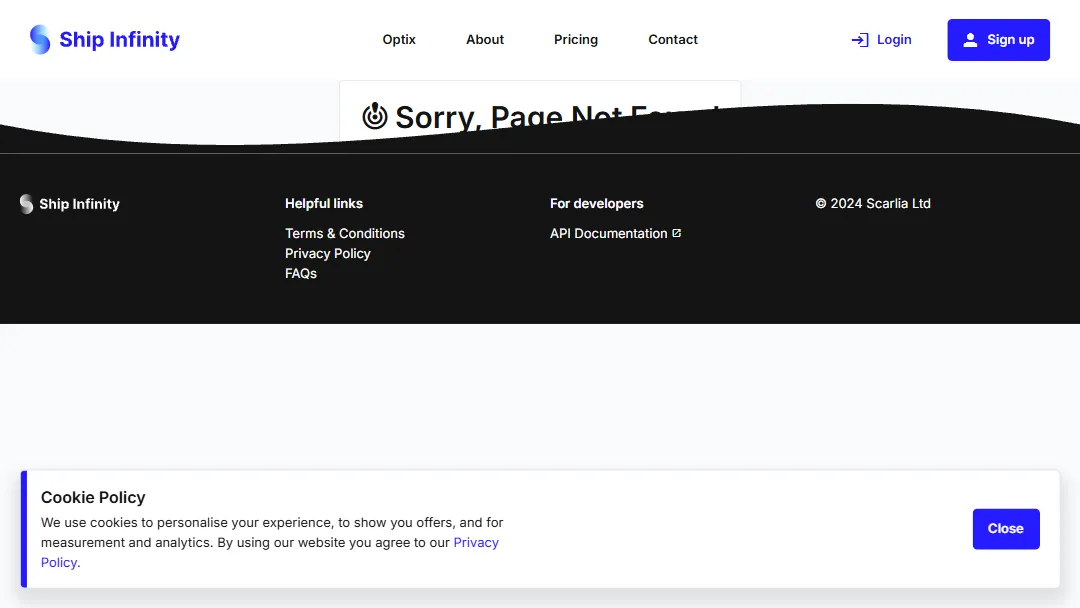 Ship Infinity
Optix
About
Pricing
Contact
Login
Sign up
Sorry, Page Not
Ship Infinity
Helpful links
Terms & Conditions
Privacy Policy
FAQs
For developers
API Documentation
© 2024 Scarlia Ltd
Cookie Policy
We use cookies to personalise your experience, to show you offers, and for
measurement and analytics. By using our website you agree to our Privacy
Policy.
Close